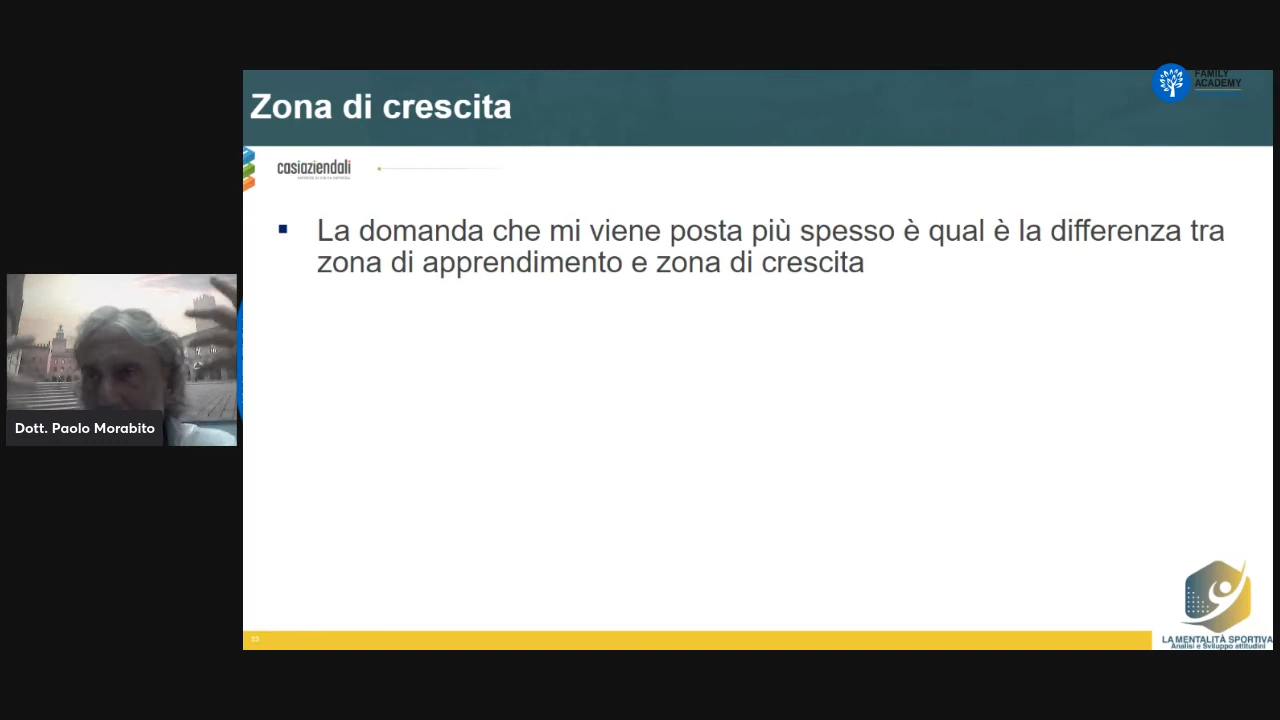 Zona di crescita
FAMILY
ACADEMY
casiaziendali
La domanda che mi viene posta più spesso è qual è la differenza tra
zona di apprendimento e zona di crescita
Dott. Paolo Morabito
LA MENTALITÀ SPORTIVA
Analisi e Sviluppo attitudini